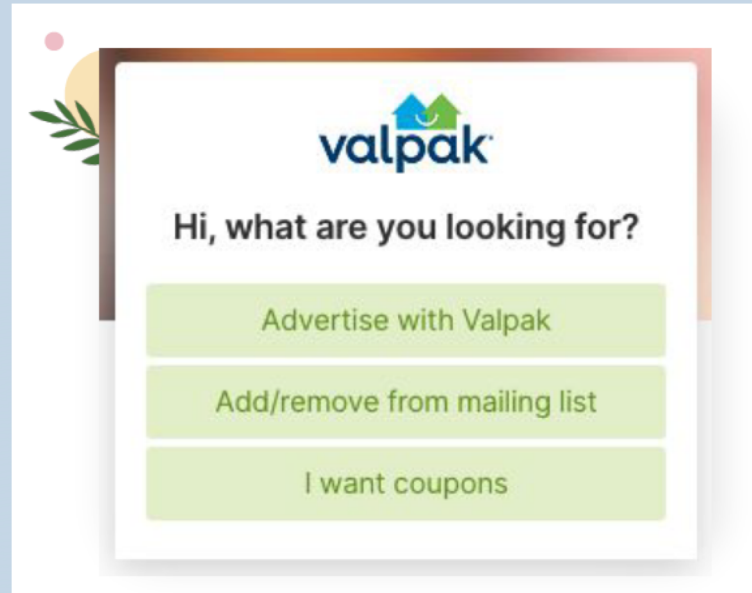 valpak
Hi, what are you looking for?
Advertise with Valpak
Add/remove from mailing list
I want coupons